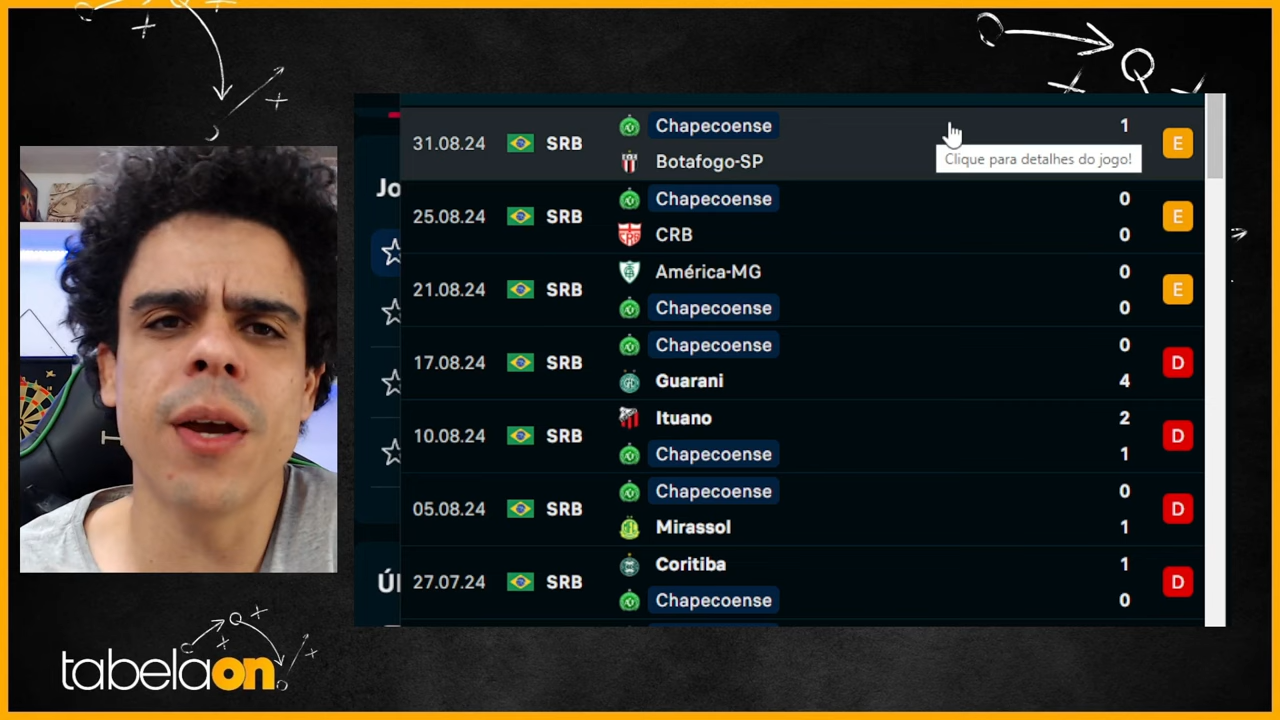 Jo
Úl
31.08.24 SRB Chapecoense 1 E
Botafogo-SP
Clique para detalhes do jogo!
25.08.24 SRB Chapecoense 0 E
CRB 0
21.08.24 SRB América-MG 0 E
Chapecoense 0
17.08.24 SRB Chapecoense 0 D
Guarani 4
10.08.24 SRB Ituano 2 D
Chapecoense 1
05.08.24 SRB Chapecoense 0 D
Mirassol 1
27.07.24 SRB Coritiba 1 D
Chapecoense 0
tabelaon